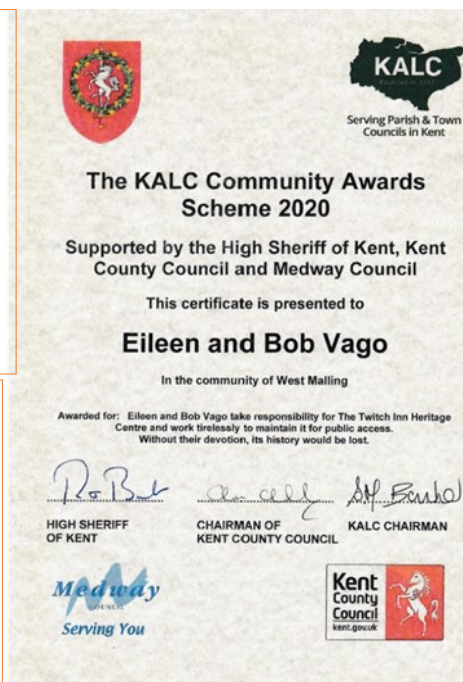 KALC
Serving Parish & Town
Councils in Kent
The KALC Community Awards
Scheme 2020
Supported by the High Sheriff of Kent, Kent
County Council and Medway Council
This certificate is presented to
Eileen and Bob Vago
In the community of West Malling
Awarded for: Eileen and Bob Vago take responsibility for The Twitch Inn Heritage
Centre and work tirelessly to maintain it for public access.
Without their devotion, its history would be lost.
HIGH SHERIFF
OF KENT
CHAIRMAN OF
KENT COUNTY COUNCIL
KALC CHAIRMAN
Medway
COUNCIL
Serving You
Kent
County
Council
kent.gov.uk